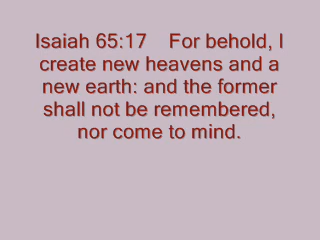 Isaiah 65:17    For behold, I
create new heavens and a
new earth: and the former
shall not be remembered,
nor come to mind.